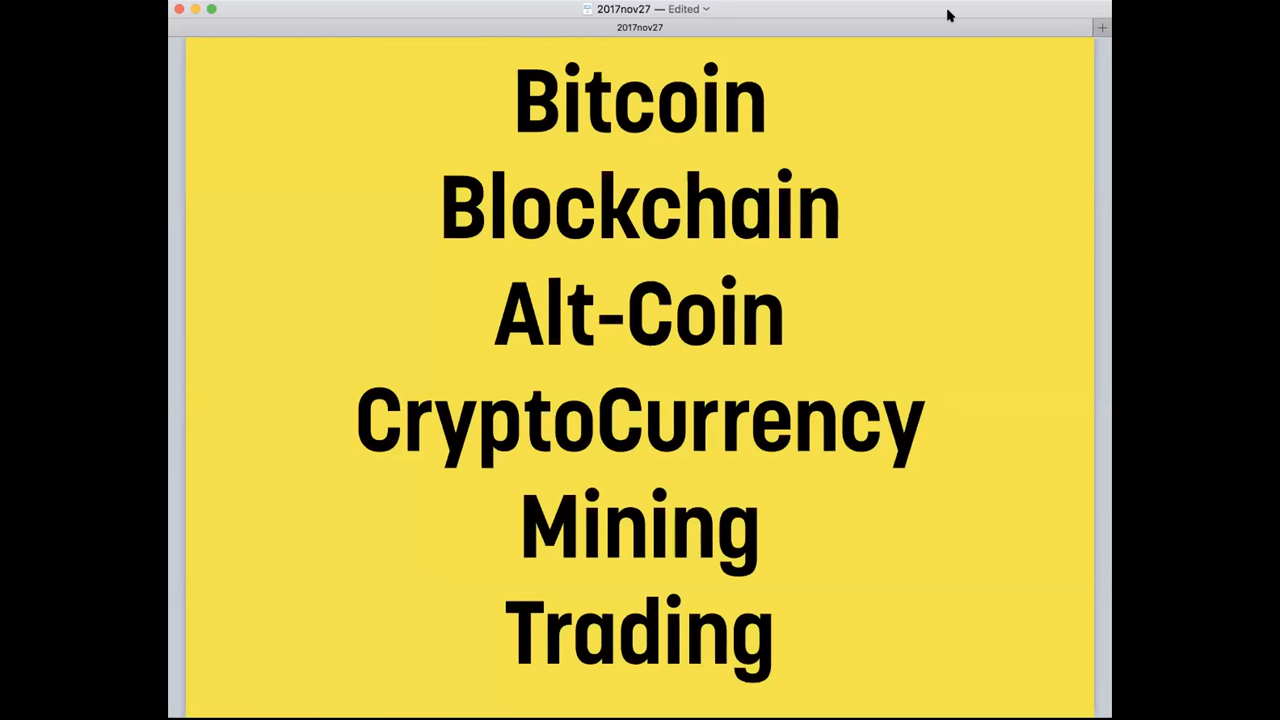 2017nov27 — Edited
2017nov27
Bitcoin
Blockchain
Alt-Coin
CryptoCurrency
Mining
Trading